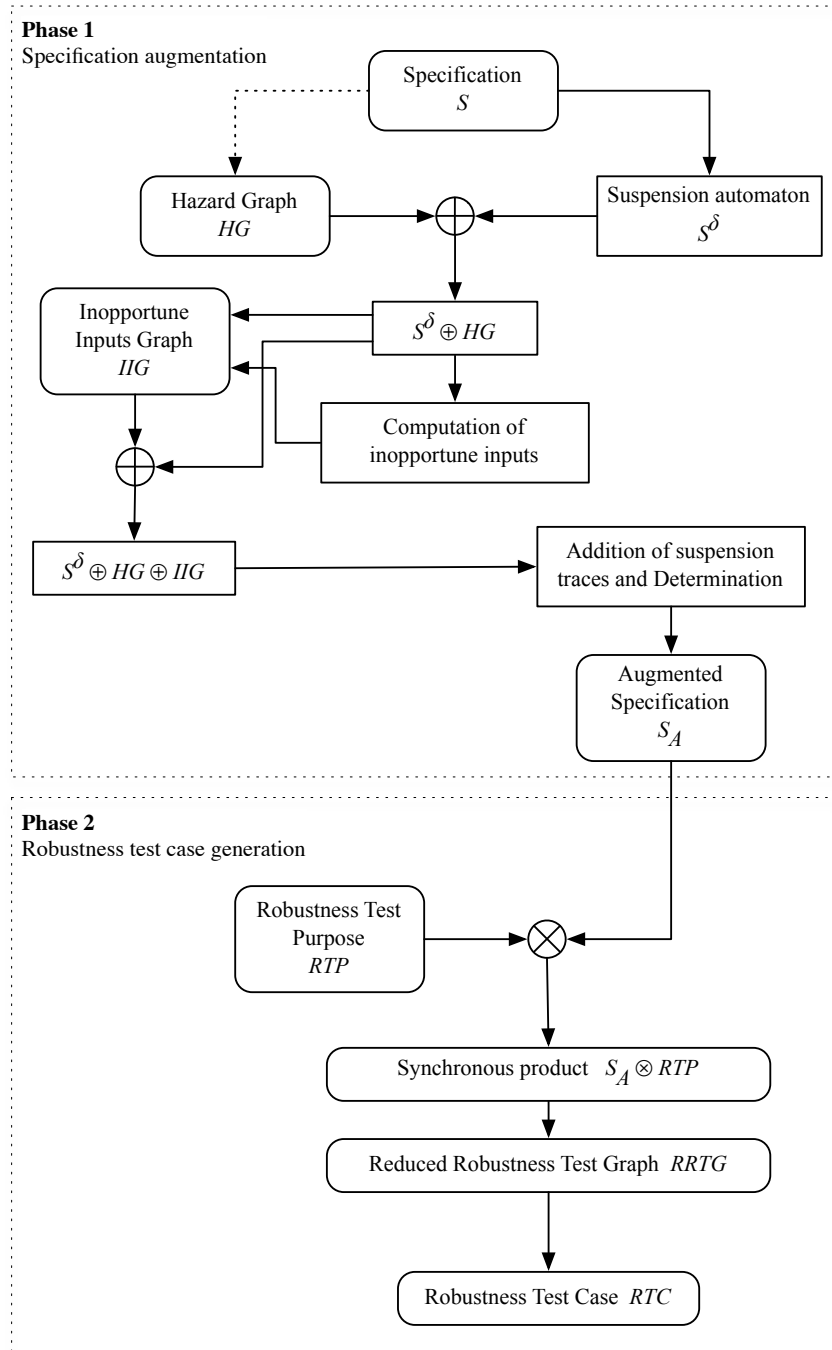 Phase 1
Specification augmentation
Specification
S
Hazard Graph
HG
Suspension automaton
S^δ
Inopportune
Inputs Graph
IIG
S^δ ⊕ HG
Computation of
inopportune inputs
S^δ ⊕ HG ⊕ IIG
Addition of suspension
traces and Determination
Augmented
Specification
S_A
Phase 2
Robustness test case generation
Robustness Test
Purpose
RTP
Synchronous product S_A ⊗ RTP
Reduced Robustness Test Graph RRTG
Robustness Test Case RTC